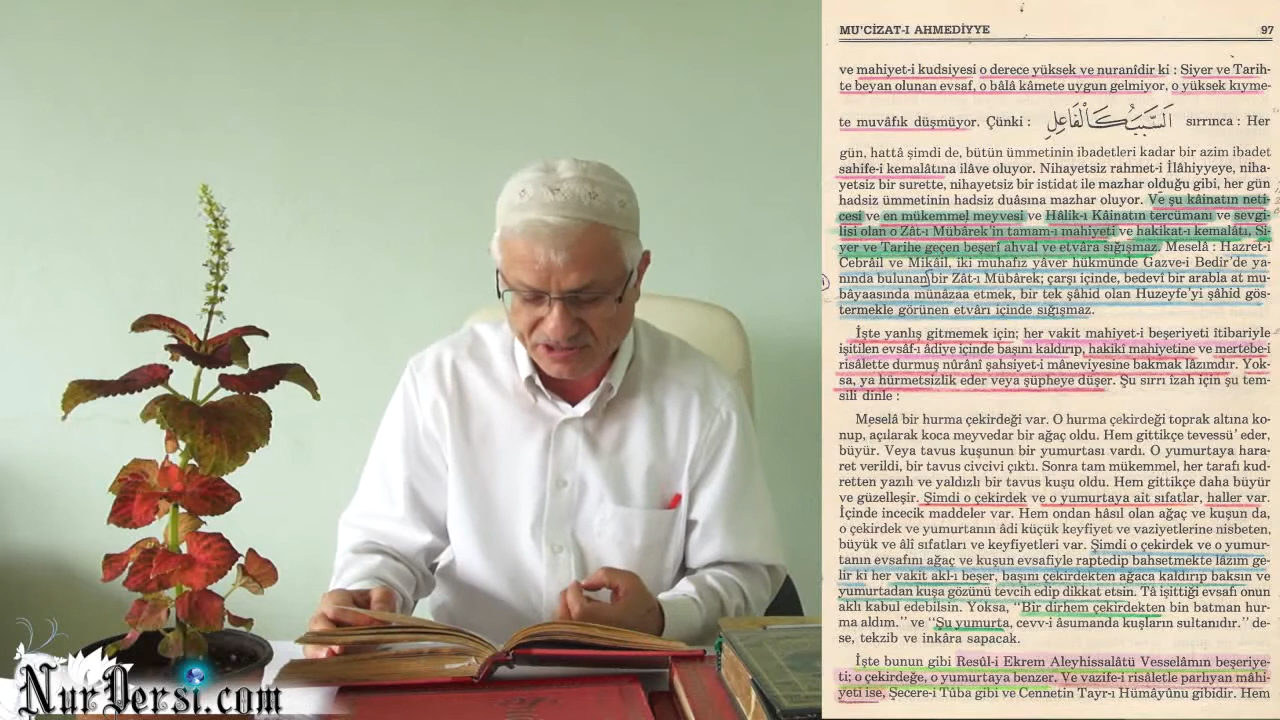 MU'CİZAT-I AHMEDİYYE 97
ve mahiyet-i kudsiyesi o derece yüksek ve nuranîdir ki : Siyer ve Tarih-
te beyan olunan evsaf, o bâlâ kâmete uygun gelmiyor, o yüksek kıyme-
te muvâfık düşmüyor. Çünki : اَلسَّبَبُ كَالْفَاعِلِ sırrınca : Her
gün, hattâ şimdi de, bütün ümmetinin ibadetleri kadar bir azim ibadet
sahife-i kemalâtına ilâve oluyor. Nihayetsiz rahmet-i İlâhiyyeye, niha-
yetsiz bir surette, nihayetsiz bir istidat ile mazhar olduğu gibi, her gün
hadsiz ümmetinin hadsiz duâsına mazhar oluyor. Ve şu kâinatın neti-
cesi ve en mükemmel meyvesi ve Hâlik-ı Kâinatın tercümanı ve sevgi-
lisi olan o Zât-ı Mübârek'in tamam-ı mahiyeti ve hakikat-ı kemalâtı, Si-
yer ve Tarihe geçen beşerî ahval ve etvâra sığışmaz. Meselâ : Hazret-i
Cebrâil ve Mikâil, iki muhafız yâver hükmünde Gazve-i Bedir'de ya-
nında bulunan bir Zât-ı Mübârek; çarşı içinde, bedevî bir arabla at mü-
bâyaasında münâzaa etmek, bir tek şâhid olan Huzeyfe'yi şâhid gös-
termekle görünen etvârı içinde sığışmaz.
İşte yanlış gitmemek için; her vakit mahiyet-i beşeriyeti îtibariyle
işitilen evsâf-ı âdiye içinde başını kaldırıp, hakikî mahiyetine ve mertebe-i
risâlette durmuş nûrânî şahsiyet-i mâneviyesine bakmak lâzımdır. Yok-
sa, ya hürmetsizlik eder veya şüpheye düşer. Şu sırrı izah için şu tem-
sili dinle :
Meselâ bir hurma çekirdeği var. O hurma çekirdeği toprak altına ko-
nup, açılarak koca meyvedar bir ağaç oldu. Hem gittikçe tevessü' eder,
büyür. Veya tavus kuşunun bir yumurtası vardı. O yumurtaya hara-
ret verildi, bir tavus civcivi çıktı. Sonra tam mükemmel, her tarafı kud-
retten yazılı ve yaldızlı bir tavus kuşu oldu. Hem gittikçe daha büyür
ve güzelleşir. Şimdi o çekirdek ve o yumurtaya ait sıfatlar, haller var.
İçinde incecik maddeler var. Hem ondan hâsıl olan ağaç ve kuşun da,
o çekirdek ve yumurtanın âdi küçük keyfiyet ve vaziyetlerine nisbeten,
büyük ve âlî sıfatları ve keyfiyetleri var. Şimdi o çekirdek ve o yumur-
tanın evsafını ağaç ve kuşun evsafiyle raptedip bahsetmekte lâzım ge-
lir ki her vakit akl-ı beşer, başını çekirdekten ağaca kaldırıp baksın ve
yumurtadan kuşa gözünü tevcih edip dikkat etsin. Tâ işittiği evsafı onun
aklı kabul edebilsin. Yoksa, "Bir dirhem çekirdekten bin batman hur-
ma aldım." ve "Şu yumurta, cevv-i âsumanda kuşların sultanıdır." de-
se, tekzib ve inkâra sapacak.
İşte bunun gibi Resûl-i Ekrem Aleyhissalâtü Vesselâmın beşeriye-
ti; o çekirdeğe, o yumurtaya benzer. Ve vazife-i risâletle parlıyan mâhi-
yeti ise, Şecere-i Tûba gibi ve Cennetin Tayr-ı Hümâyûnu gibidir. Hem
NurDersi.com